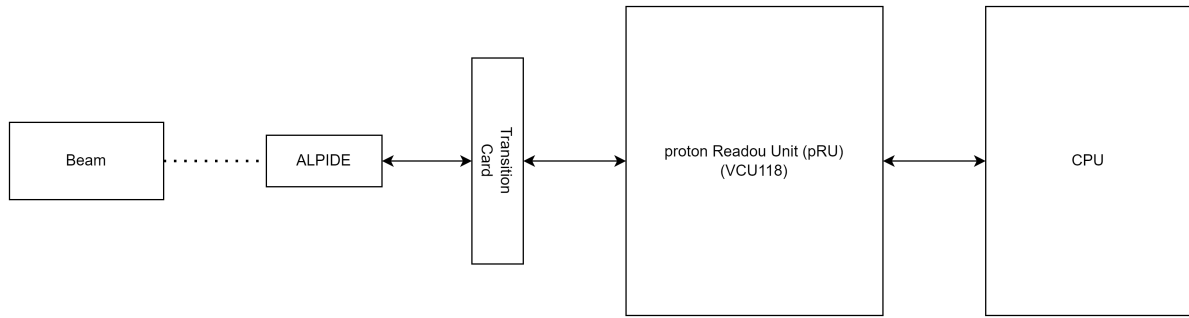 Beam
ALPIDE
Transition
Card
proton Readou Unit (pRU)
(VCU118)
CPU